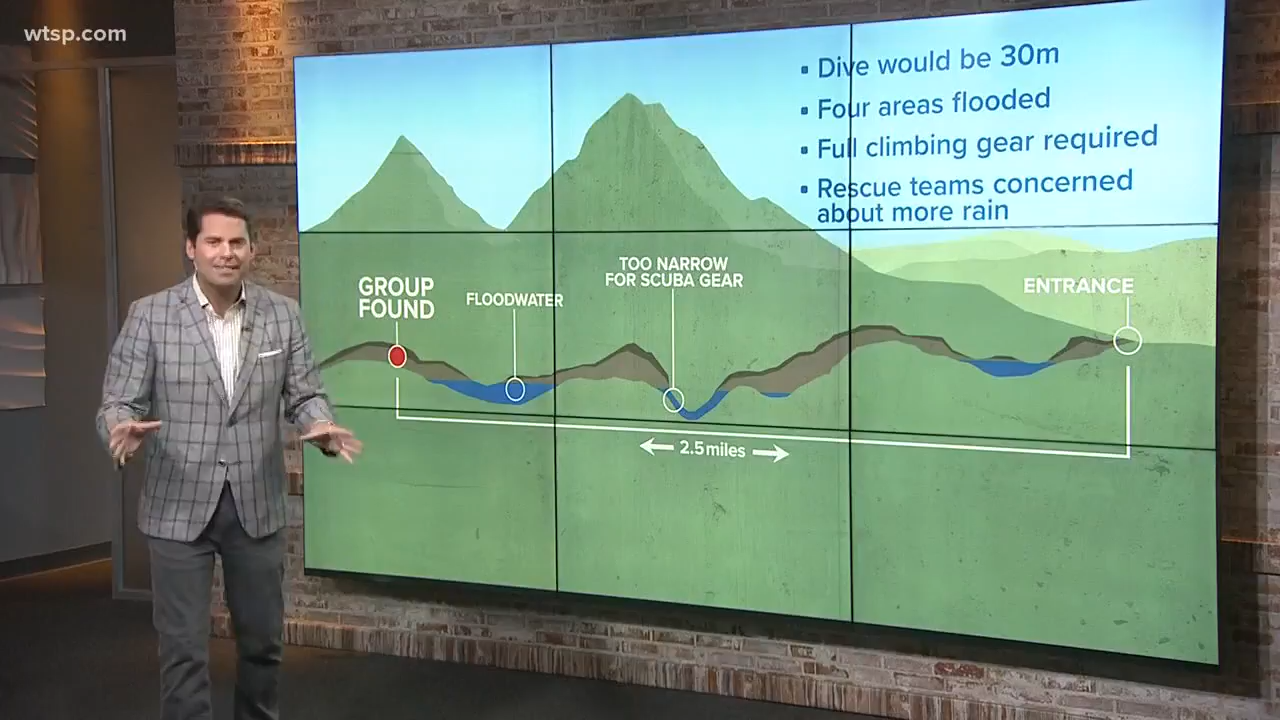 wtsp.com
▪ Dive would be 30m
▪ Four areas flooded
▪ Full climbing gear required
▪ Rescue teams concerned
about more rain
GROUP
FOUND
FLOODWATER
TOO NARROW
FOR SCUBA GEAR
ENTRANCE
2.5 miles